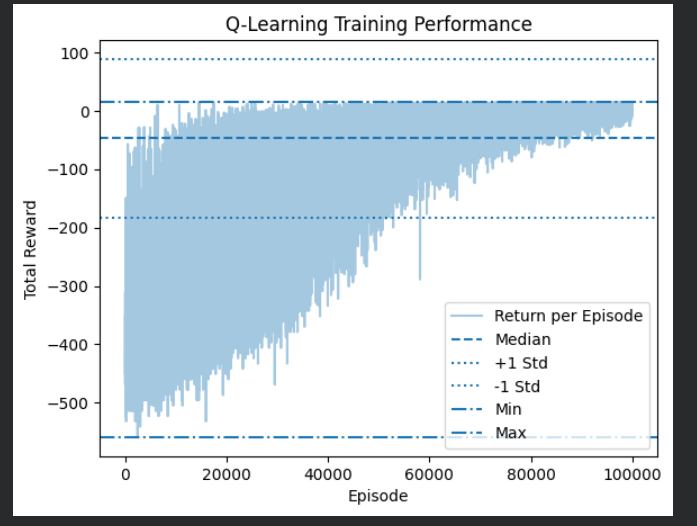 Q-Learning Training Performance
100
0
−100
−200
−300
−400
−500
Total Reward
Return per Episode
Median
+1 Std
-1 Std
Min
Max
0 20000 40000 60000 80000 100000
Episode